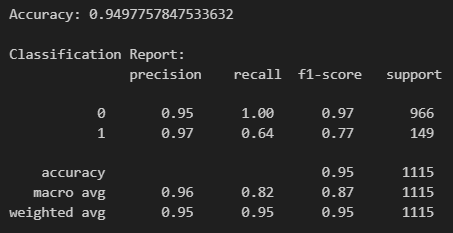 Accuracy: 0.9497757847533632
Classification Report:
precision recall f1-score support
0 0.95 1.00 0.97 966
1 0.97 0.64 0.77 149
accuracy 0.95 1115
macro avg 0.96 0.82 0.87 1115
weighted avg 0.95 0.95 0.95 1115